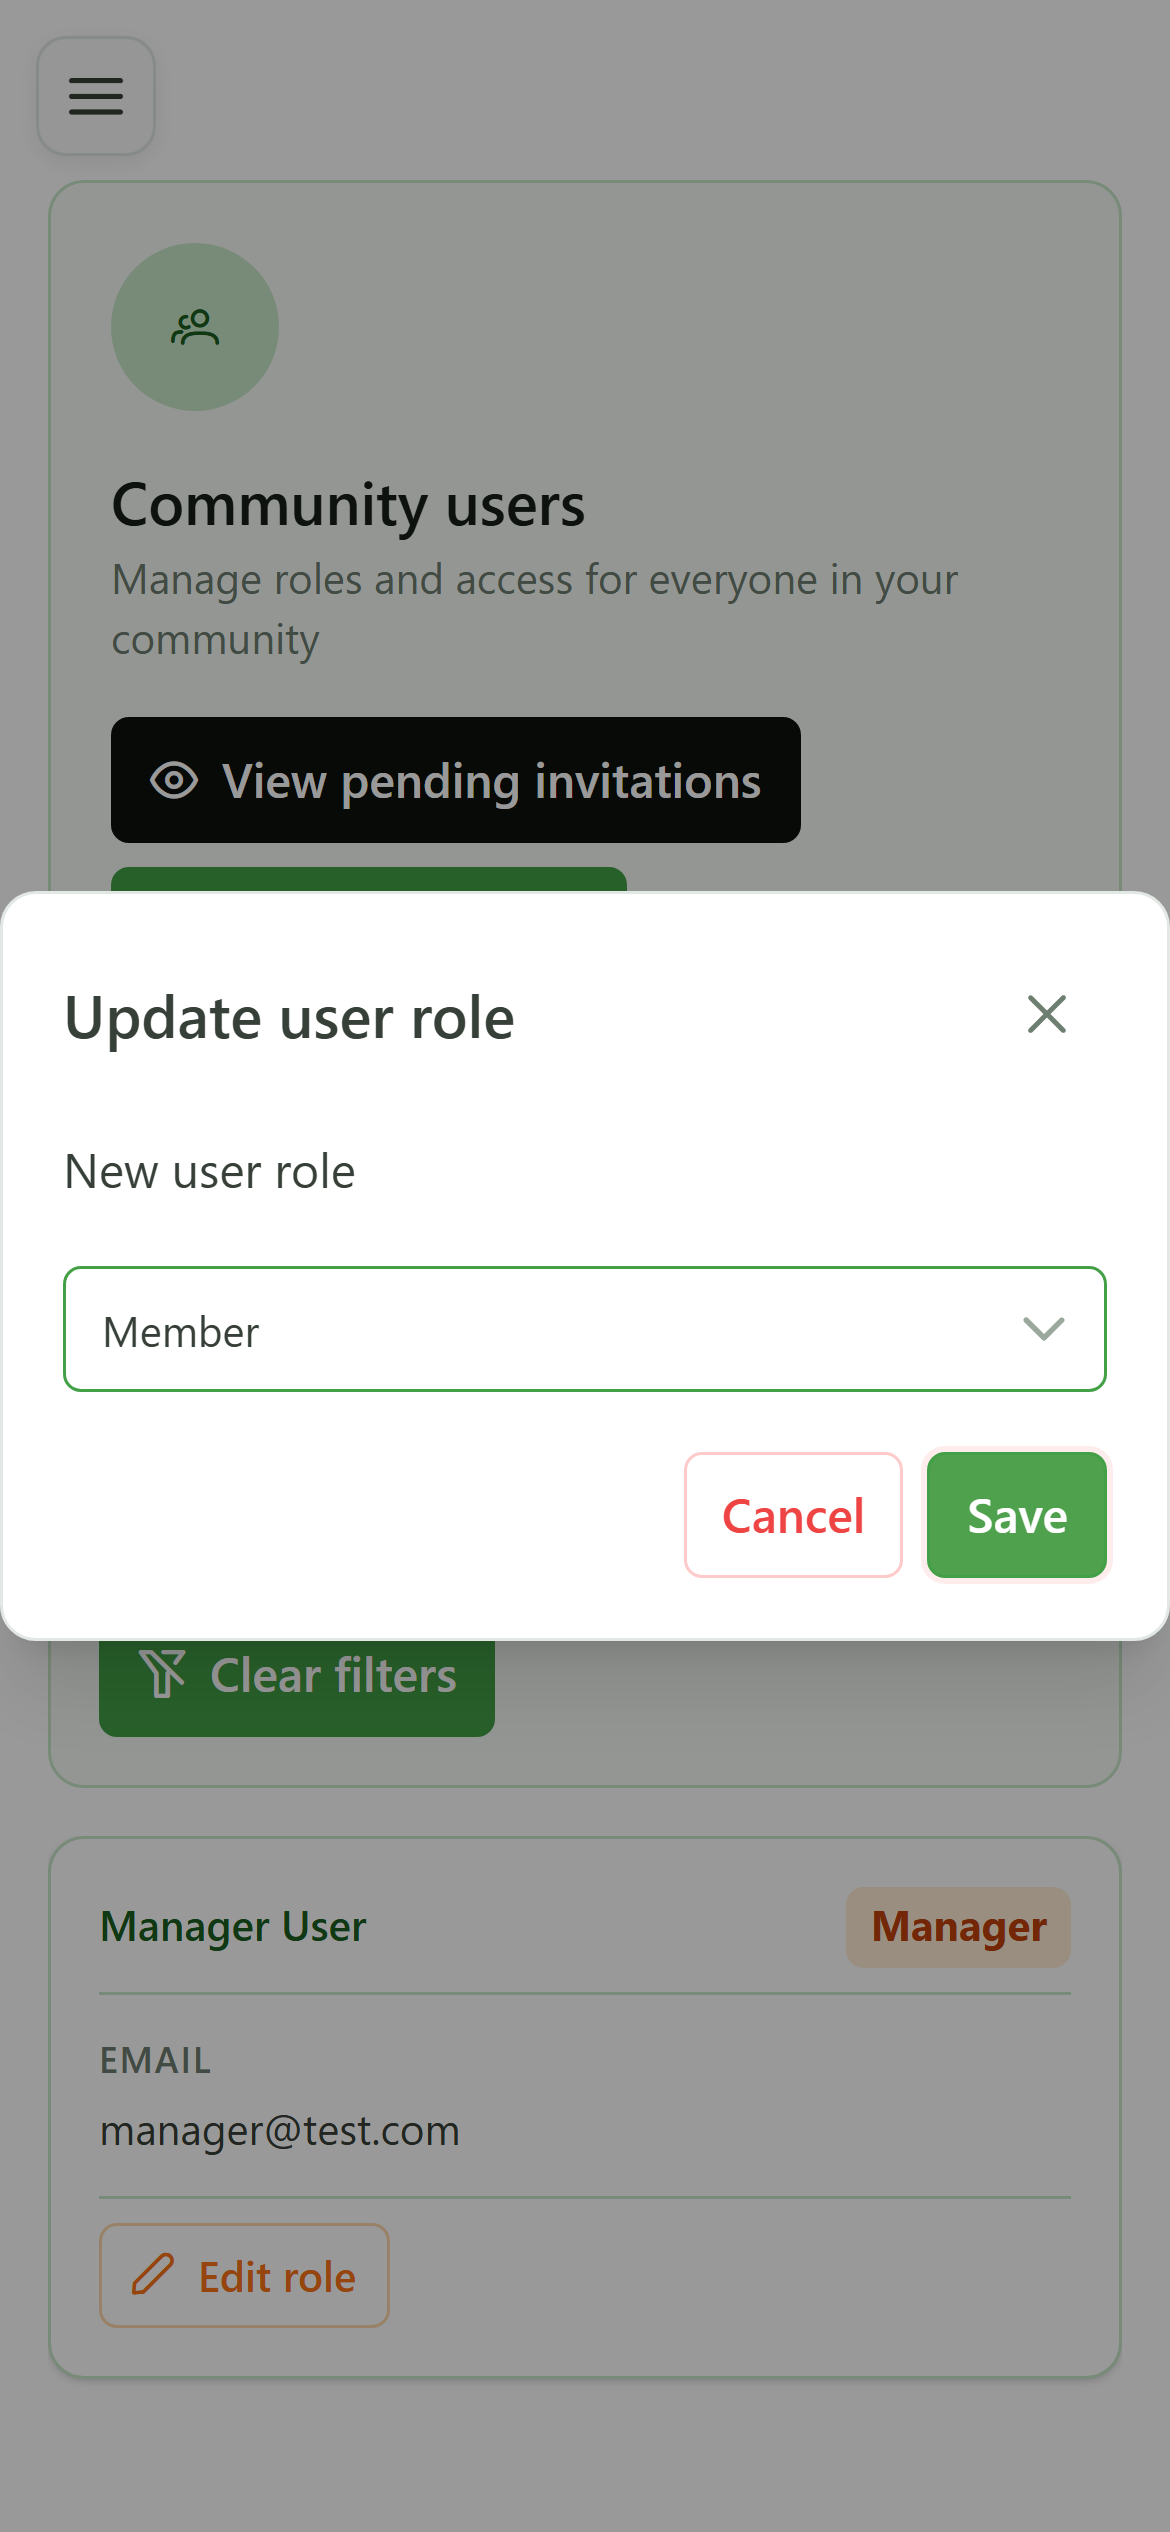 Community users
Manage roles and access for everyone in your
community
View pending invitations
Update user role
New user role
Member
Cancel
Save
Clear filters
Manager User
Manager
EMAIL
manager@test.com
Edit role